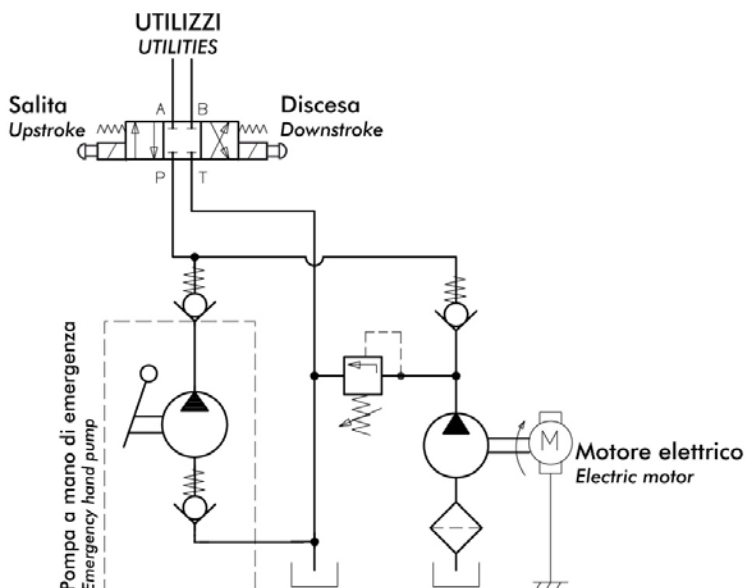 UTILIZZI
UTILITIES
Salita
Upstroke
A B
Discesa
Downstroke
P T
Pompa a mano di emergenza
Emergency hand pump
M
Motore elettrico
Electric motor